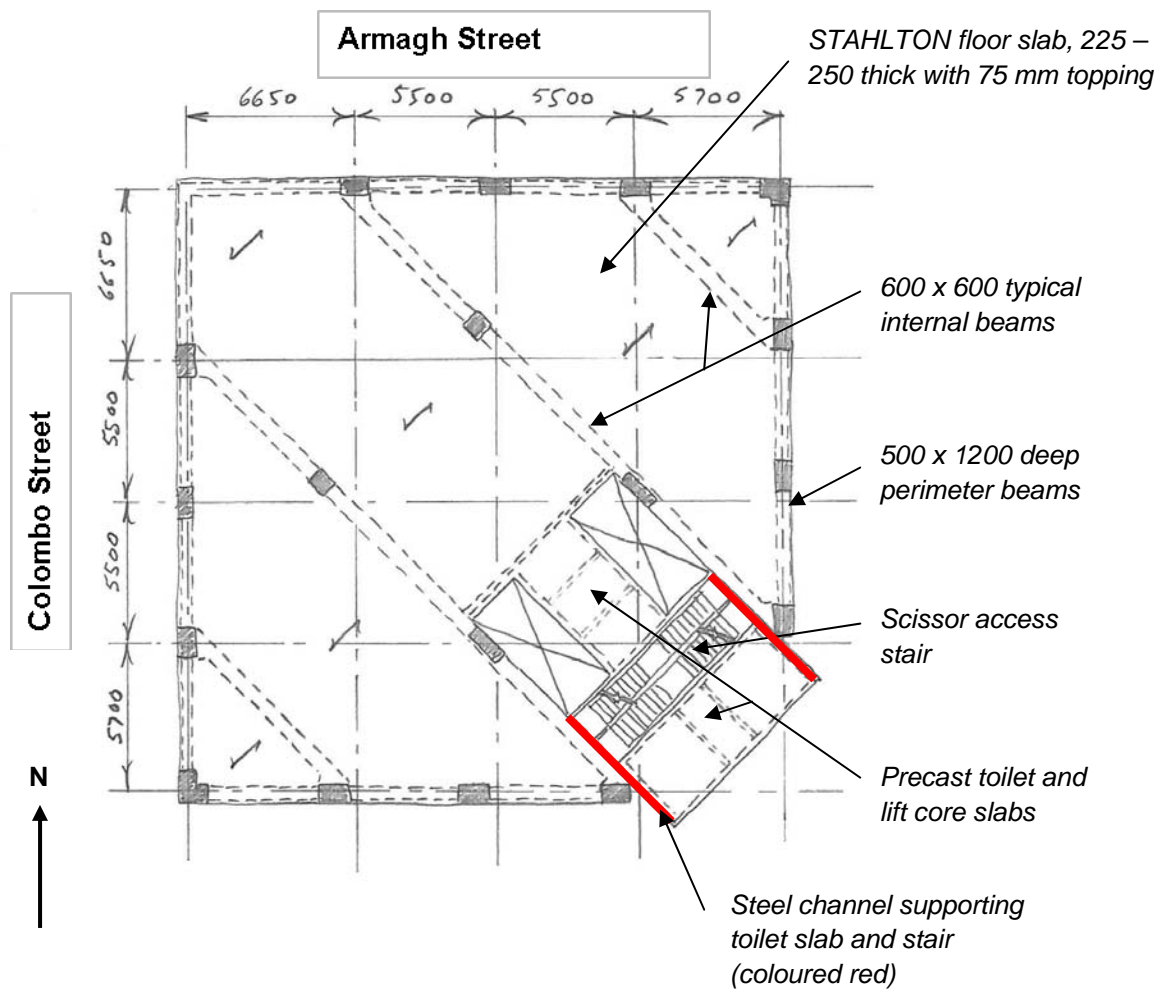 Armagh Street
STAHLTON floor slab, 225 –
250 thick with 75 mm topping
6650
5500
5500
5700
6650
5500
5500
5700
Colombo Street
600 x 600 typical
internal beams
500 x 1200 deep
perimeter beams
Scissor access
stair
N
Precast toilet and
lift core slabs
Steel channel supporting
toilet slab and stair
(coloured red)